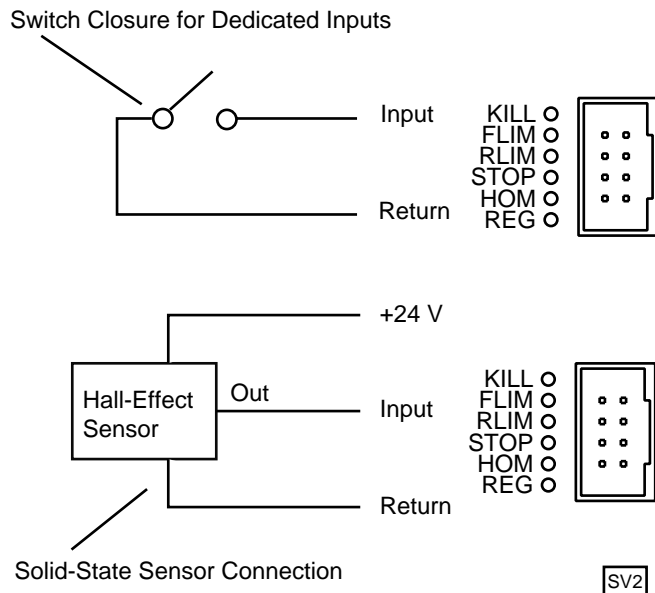 Switch Closure for Dedicated Inputs
Input
Return
KILL
FLIM
RLIM
STOP
HOM
REG
+24 V
Hall-Effect
Sensor
Out
Input
Return
KILL
FLIM
RLIM
STOP
HOM
REG
Solid-State Sensor Connection
SV2